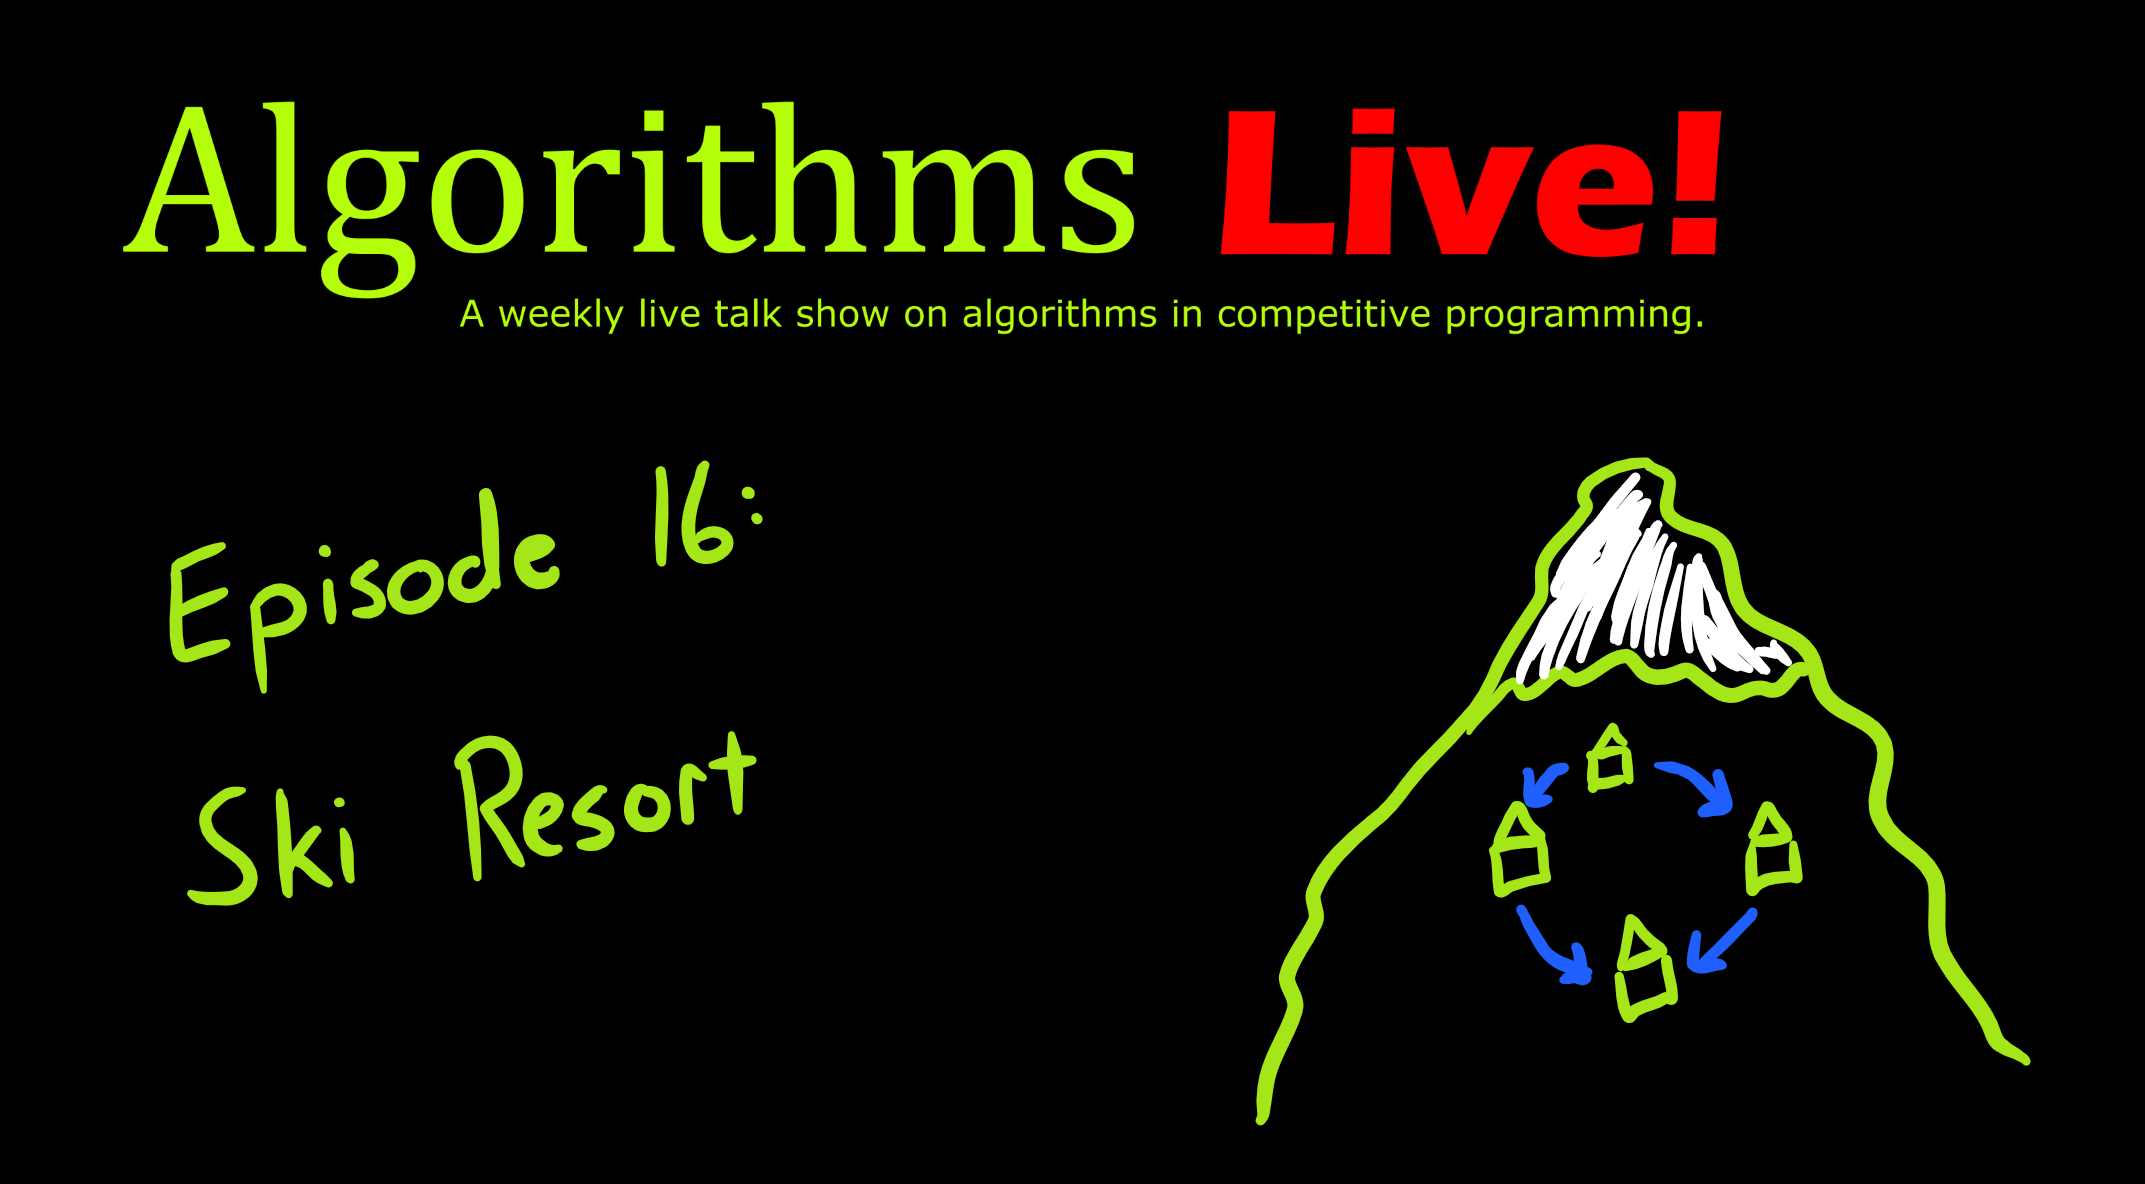 Algorithms Live!
A weekly live talk show on algorithms in competitive programming.
Episode 16:
Ski Resort